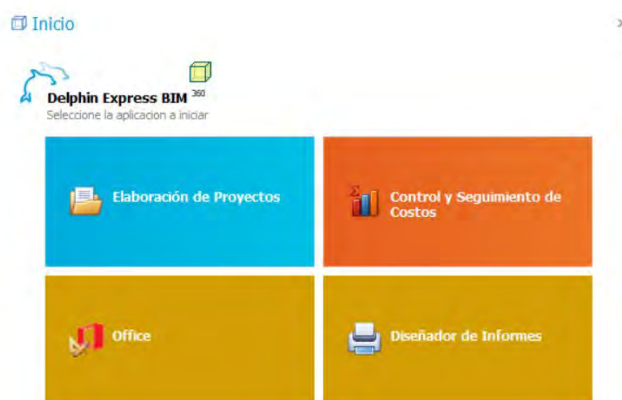 Inicio
Delphin Express BIM 360
Seleccione la aplicacion a iniciar
Elaboración de Proyectos
Control y Seguimiento de
Costos
Office
Diseñador de Informes